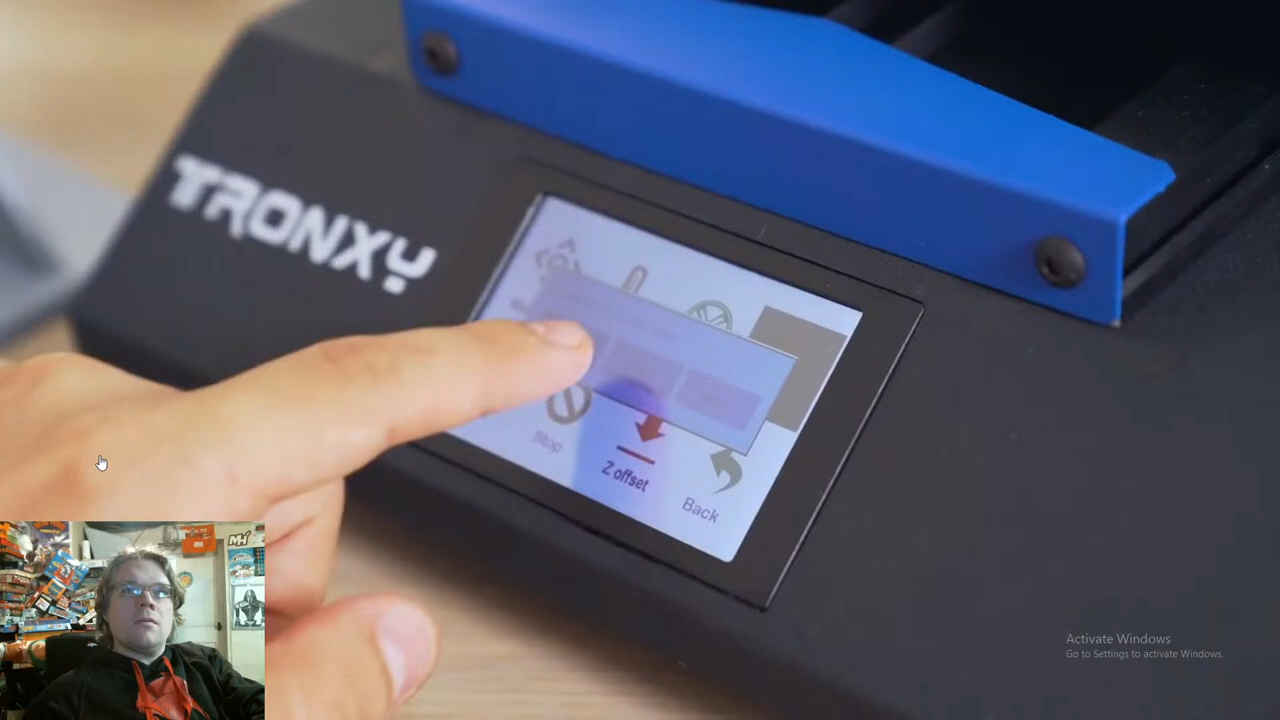 TRONXY
Stop
Z offset
Back
Activate Windows
Go to Settings to activate Windows.